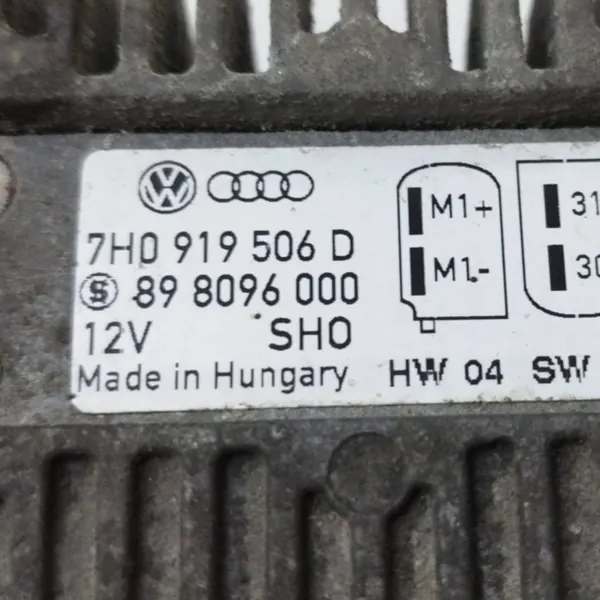 7H0 919 506 D
89 8096 000
12V SHO
Made in Hungary HW 04 SW
M1+
M1.-
31
30